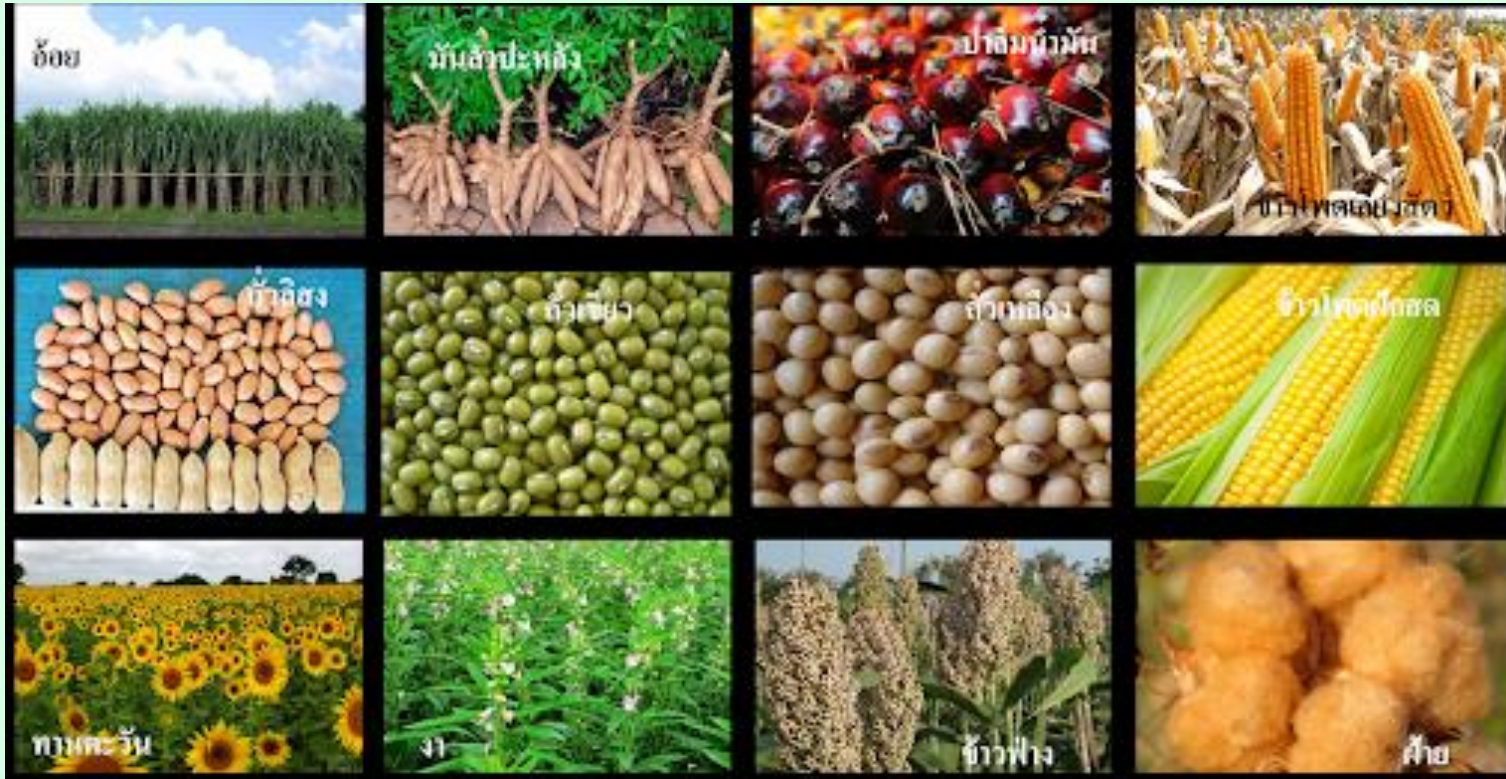 อ้อย
มันสำปะหลัง
ปาล์มน้ำมัน
ข้าวโพดเลี้ยงสัตว์
ถั่วลิสง
ถั่วเขียว
ถั่วเหลือง
ข้าวโพดฝักสด
ทานตะวัน
งา
ข้าวฟ่าง
ฝ้าย